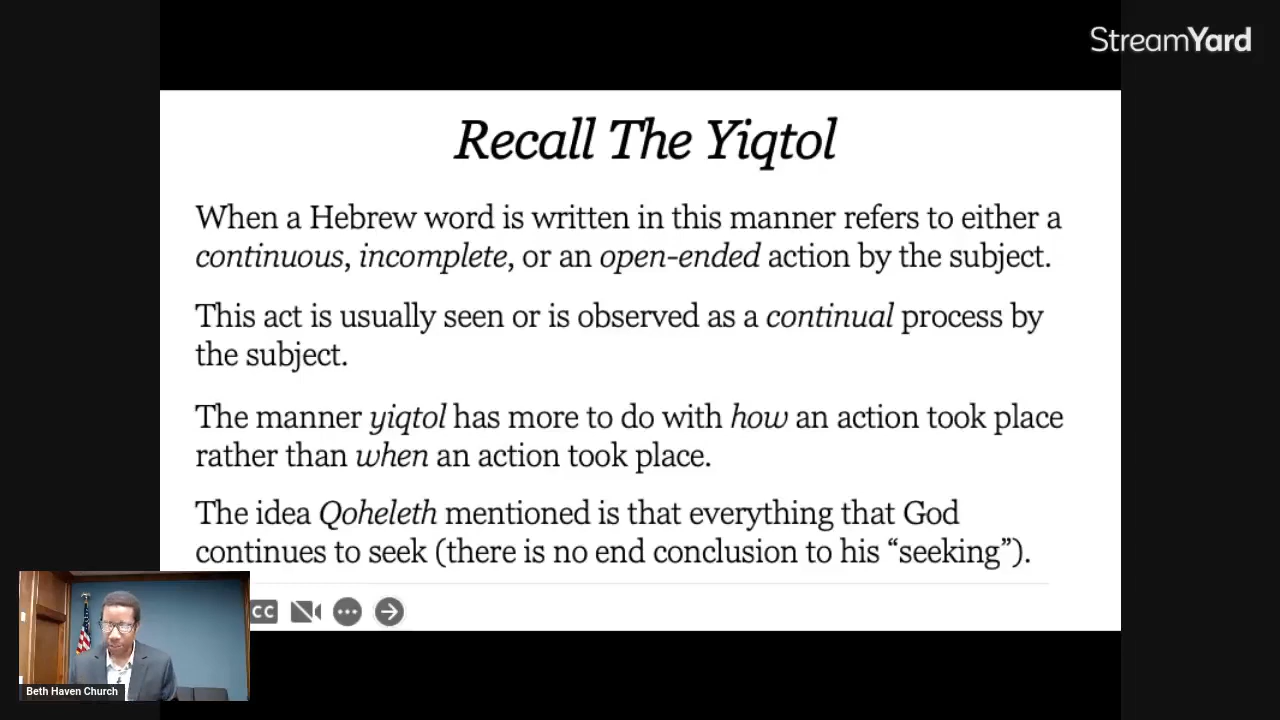 StreamYard
Recall The Yiqtol
When a Hebrew word is written in this manner refers to either a
continuous, incomplete, or an open-ended action by the subject.
This act is usually seen or is observed as a continual process by
the subject.
The manner yiqtol has more to do with how an action took place
rather than when an action took place.
The idea Qoheleth mentioned is that everything that God
continues to seek (there is no end conclusion to his “seeking”).
CC
Beth Haven Church